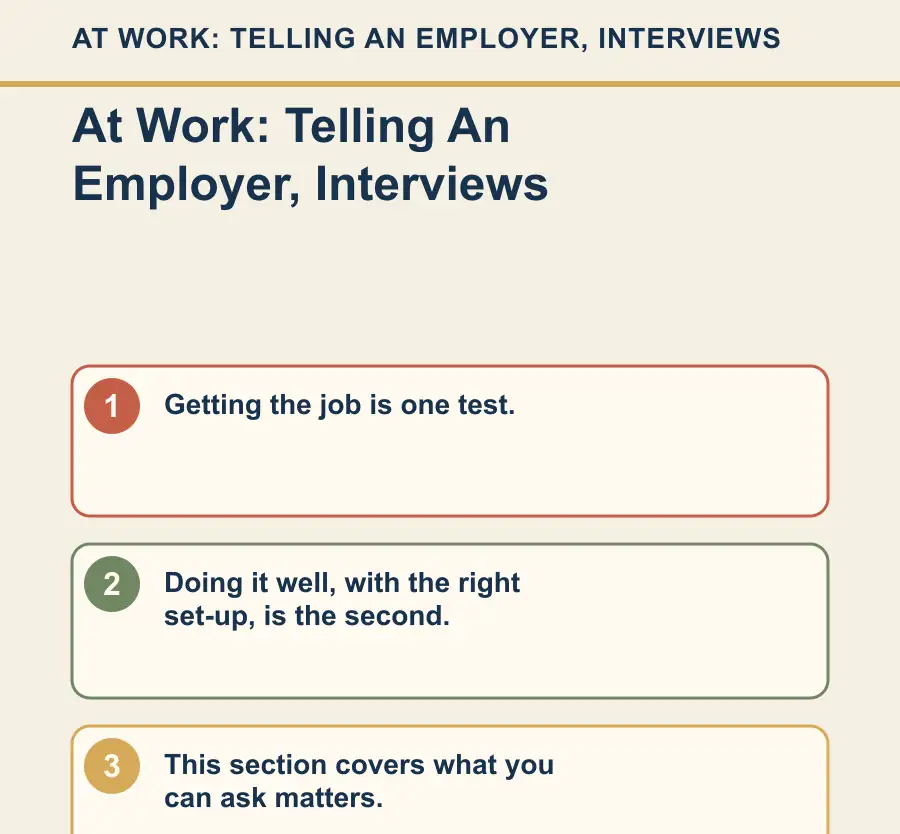 AT WORK: TELLING AN EMPLOYER, INTERVIEWS
At Work: Telling An
Employer, Interviews
1
Getting the job is one test.
2
Doing it well, with the right
set-up, is the second.
3
This section covers what you
can ask matters.